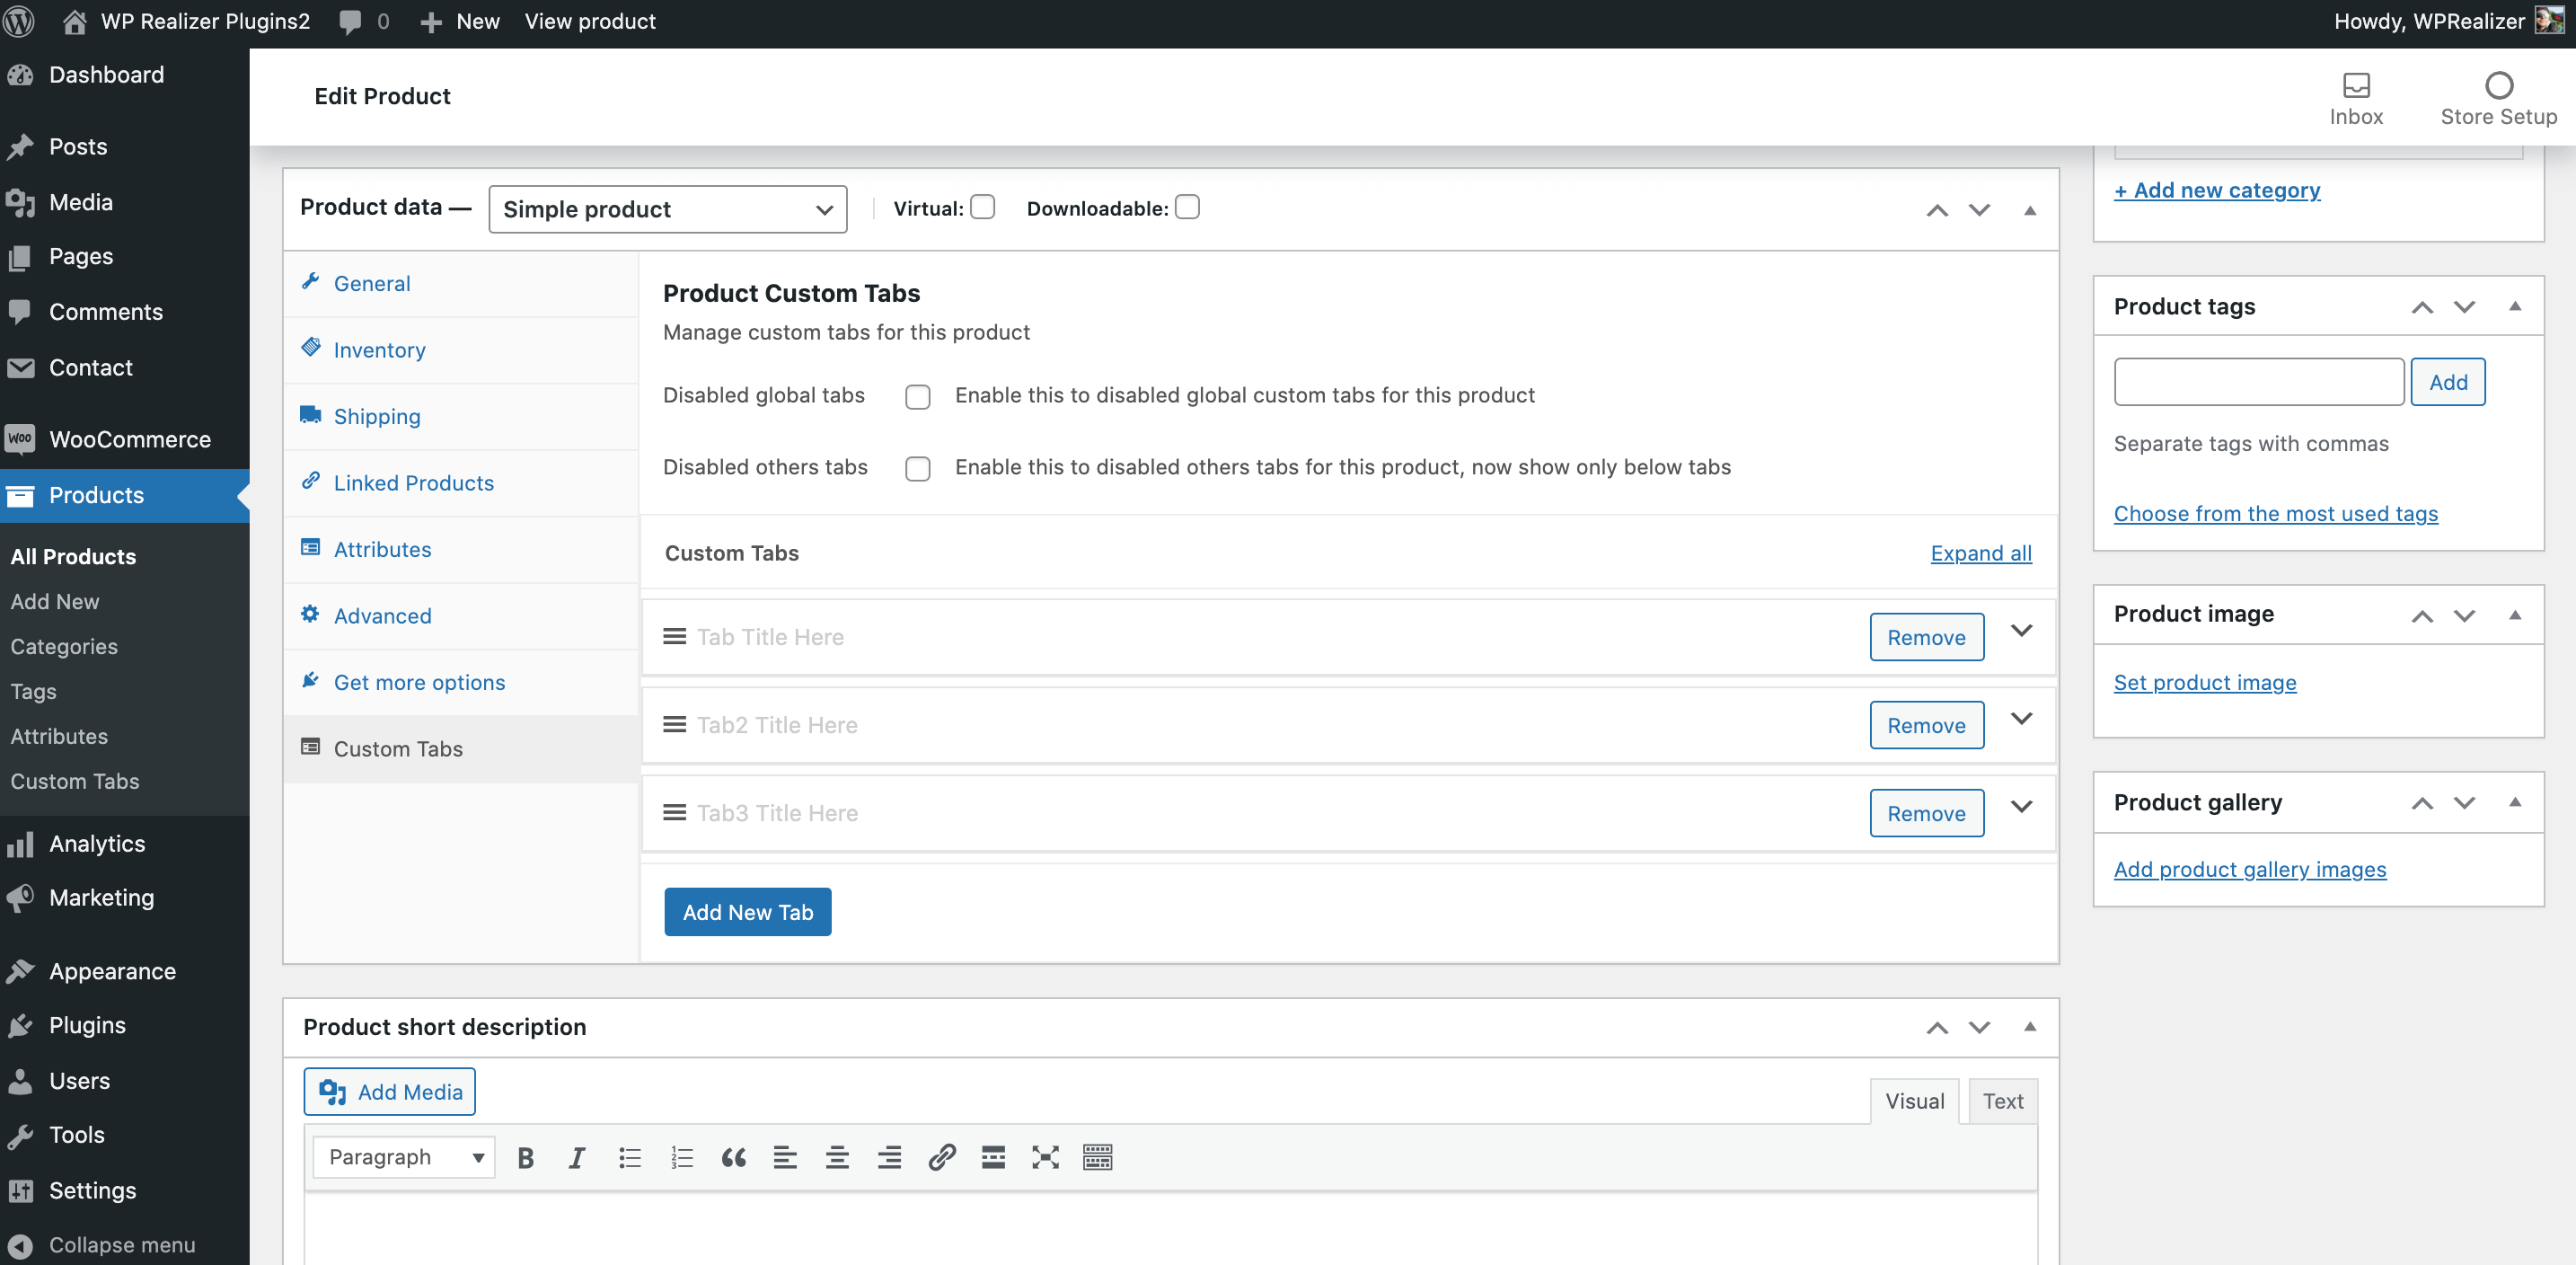 WP Realizer Plugins2
0
New
View product
Howdy, WPRealizer
Dashboard
Posts
Media
Pages
Comments
Contact
Woo
WooCommerce
Products
All Products
Add New
Categories
Tags
Attributes
Custom Tabs
Analytics
Marketing
Appearance
Plugins
Users
Tools
Settings
Collapse menu
Edit Product
Inbox
Store Setup
Product data —
Simple product
Virtual:
Downloadable:
General
Inventory
Shipping
Linked Products
Attributes
Advanced
Get more options
Custom Tabs
Product Custom Tabs
Manage custom tabs for this product
Disabled global tabs
Enable this to disabled global custom tabs for this product
Disabled others tabs
Enable this to disabled others tabs for this product, now show only below tabs
Custom Tabs
Expand all
Tab Title Here
Remove
Tab2 Title Here
Remove
Tab3 Title Here
Remove
Add New Tab
Product short description
Add Media
Visual
Text
Paragraph
B
I
+ Add new category
Product tags
Add
Separate tags with commas
Choose from the most used tags
Product image
Set product image
Product gallery
Add product gallery images